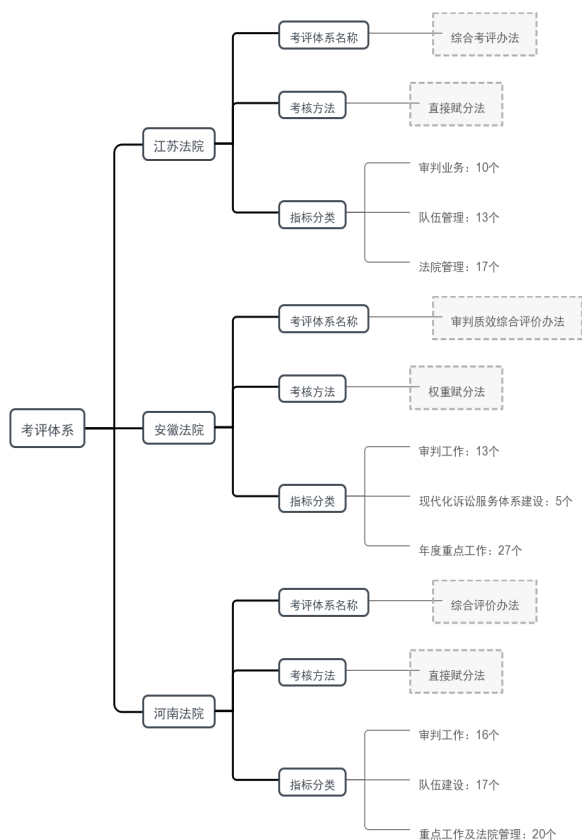 考评体系
江苏法院
考评体系名称
综合考评办法
考核方法
直接赋分法
指标分类
审判业务：10个
队伍管理：13个
法院管理：17个
安徽法院
考评体系名称
审判质效综合评价办法
考核方法
权重赋分法
指标分类
审判工作：13个
现代化诉讼服务体系建设：5个
年度重点工作：27个
河南法院
考评体系名称
综合评价办法
考核方法
直接赋分法
指标分类
审判工作：16个
队伍建设：17个
重点工作及法院管理：20个